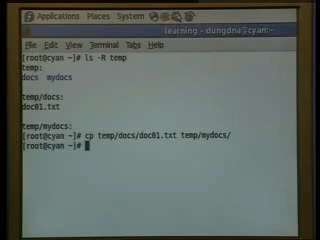 Applications Places System
learning - dungdna@cyan:~
File Edit View Terminal Tabs Help
[root@cyan ~]# ls -R temp
temp:
docs mydocs
temp/docs:
doc01.txt
temp/mydocs:
[root@cyan ~]# cp temp/docs/doc01.txt temp/mydocs/
[root@cyan ~]#